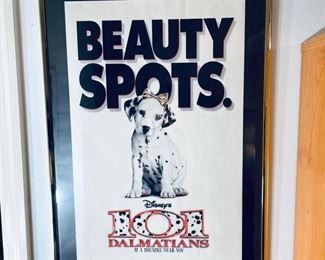 BEAUTY
SPOTS.
Disney's
101
DALMATIANS
AT A THEATRE NEAR YOU